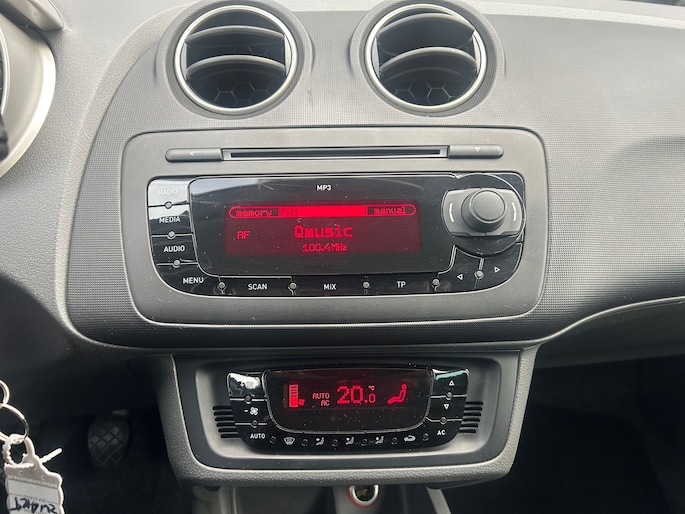 MP3
RADIO
MEDIA
AUDIO
MENU
SCAN
MIX
TP
memory
manual
AF
Qmusic
100.4MHz
AUTO
AC
20.0
°C
AUTO
AC